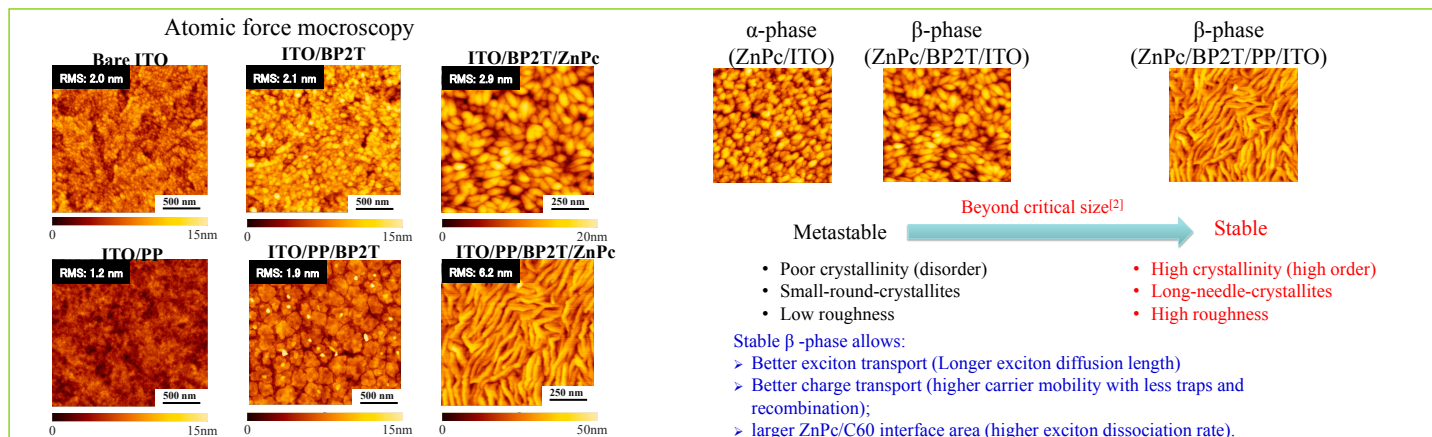 Atomic force mocroscopy
Bare ITO
RMS: 2.0 nm
500 nm
0 15nm
ITO/BP2T
RMS: 2.1 nm
500 nm
0 15nm
ITO/BP2T/ZnPc
RMS: 2.9 nm
250 nm
0 20nm
ITO/PP
RMS: 1.2 nm
500 nm
0 15nm
ITO/PP/BP2T
RMS: 1.9 nm
500 nm
0 15nm
ITO/PP/BP2T/ZnPc
RMS: 6.2 nm
250 nm
0 50nm
α-phase
(ZnPc/ITO)
β-phase
(ZnPc/BP2T/ITO)
β-phase
(ZnPc/BP2T/PP/ITO)
Beyond critical size[2]
Metastable
Stable
• Poor crystallinity (disorder)
• Small-round-crystallites
• Low roughness
• High crystallinity (high order)
• Long-needle-crystallites
• High roughness
Stable β -phase allows:
➢ Better exciton transport (Longer exciton diffusion length)
➢ Better charge transport (higher carrier mobility with less traps and
recombination);
➢ larger ZnPc/C60 interface area (higher exciton dissociation rate).